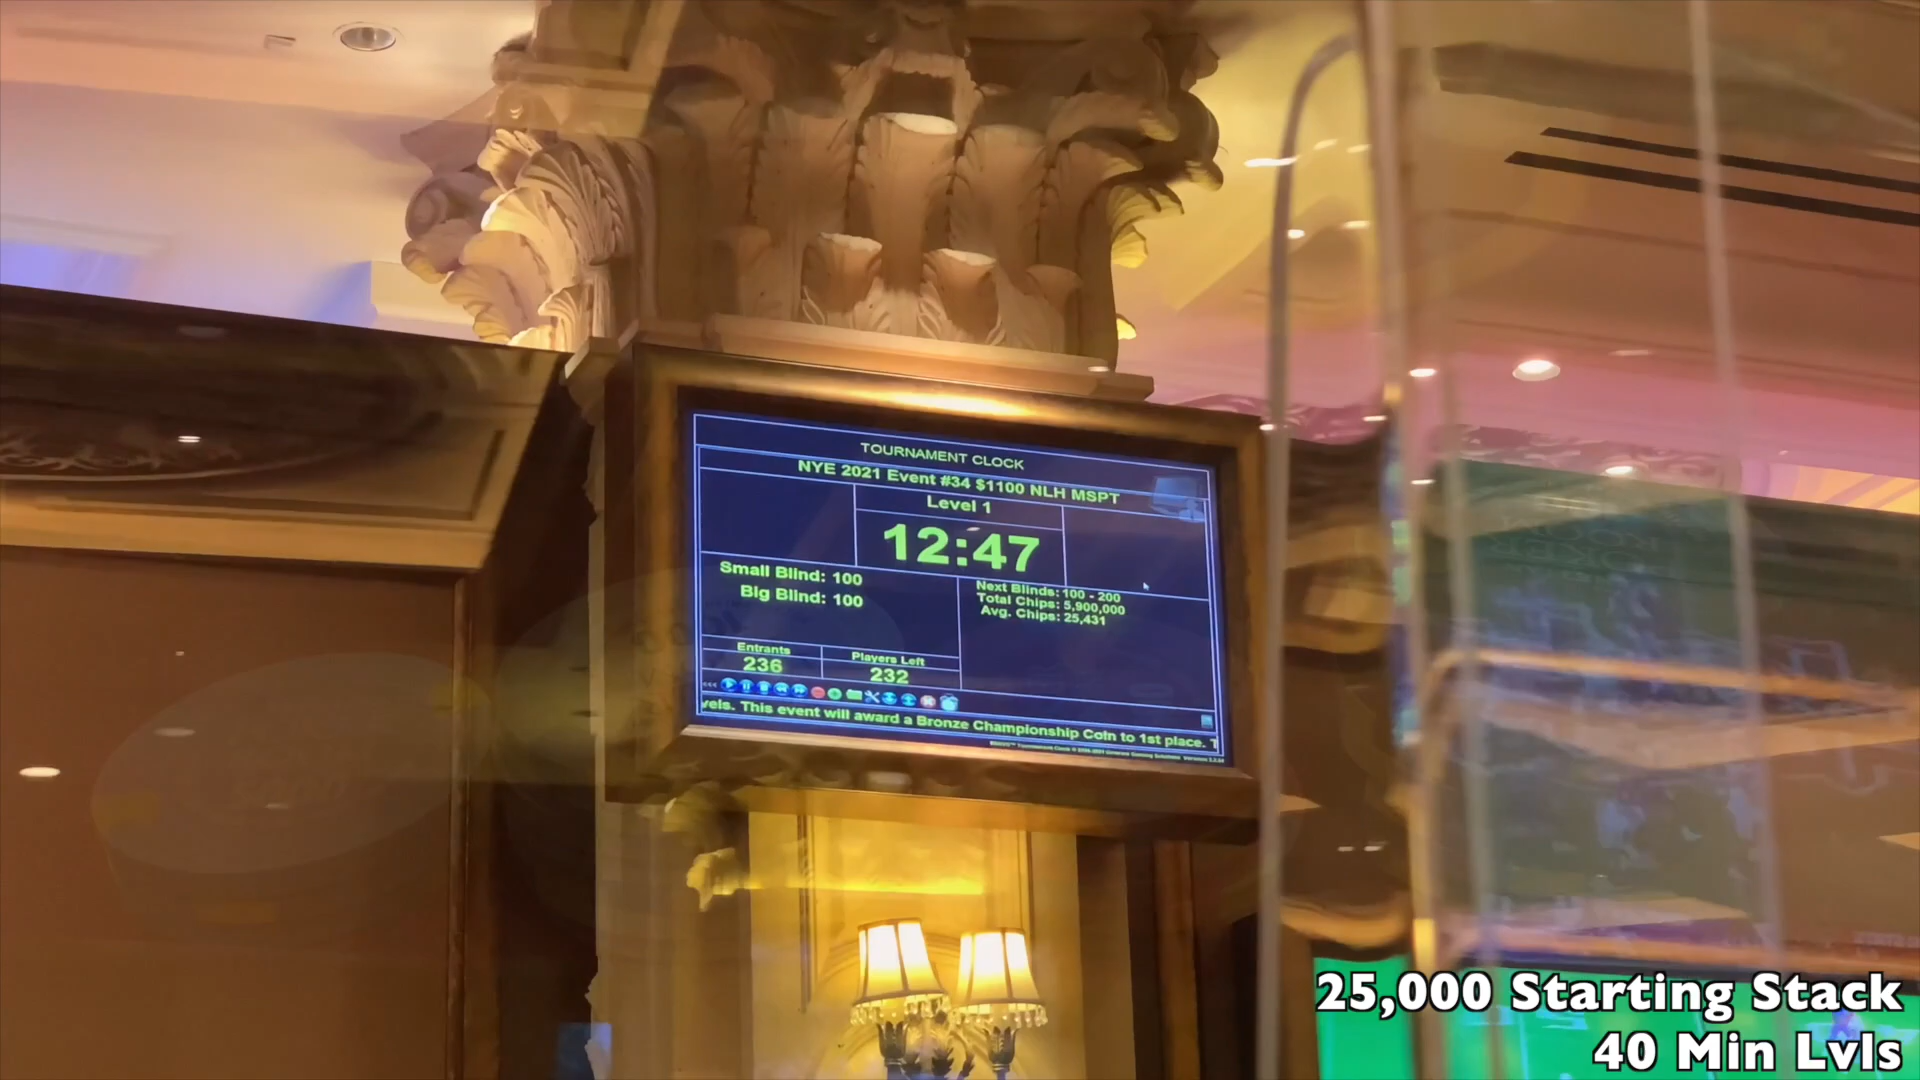 TOURNAMENT CLOCK
NYE 2021 Event #34 $1100 NLH MSPT
Level 1
12:47
Small Blind: 100
Big Blind: 100
Next Blinds: 100 - 200
Total Chips: 5,900,000
Avg. Chips: 25,431
Entrants
236
Players Left
232
vels. This event will award a Bronze Championship Coin to 1st place. T
25,000 Starting Stack
40 Min Lvls